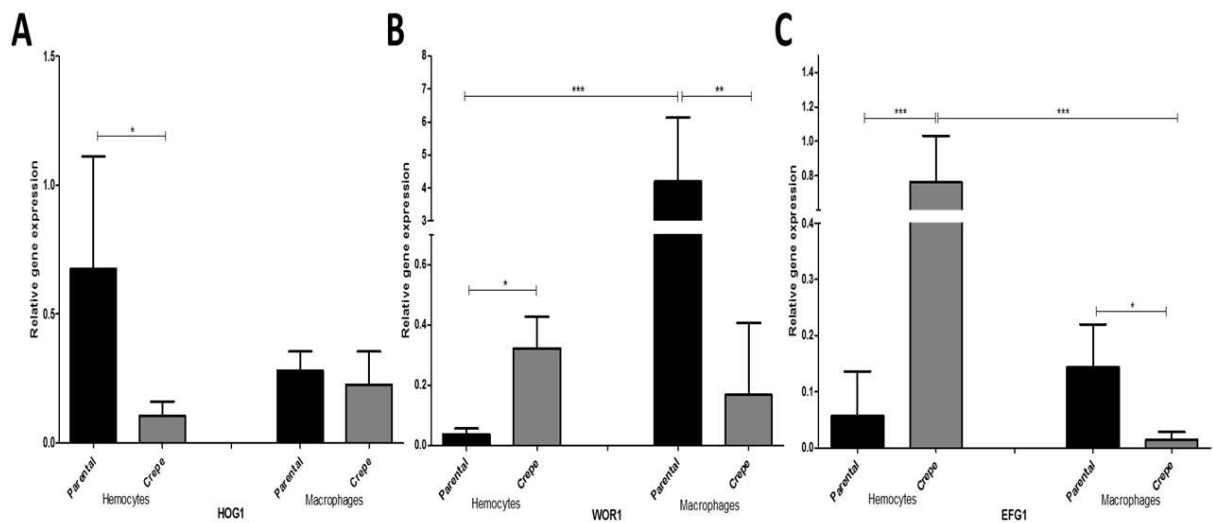 A
Relative gene expression
1.5
1.0
0.5
0.0
*
Parental
Crepe
Parental
Crepe
Hemocytes
Macrophages
HOG1
B
Relative gene expression
8
7
6
5
4
3
0.6
0.4
0.2
0.0
***
**
*
Parental
Crepe
Parental
Crepe
Hemocytes
Macrophages
WOR1
C
Relative gene expression
1.4
1.2
1.0
0.8
0.6
0.4
0.3
0.2
0.1
0.0
***
***
*
Parental
Crepe
Parental
Crepe
Hemocytes
Macrophages
EFG1